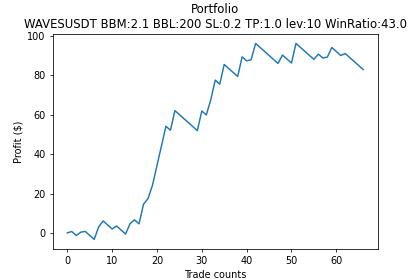 Portfolio
WAVESUSDT BBM:2.1 BBL:200 SL:0.2 TP:1.0 lev:10 WinRatio:43.0
100
80
60
40
20
0
Profit ($)
0 10 20 30 40 50 60
Trade counts